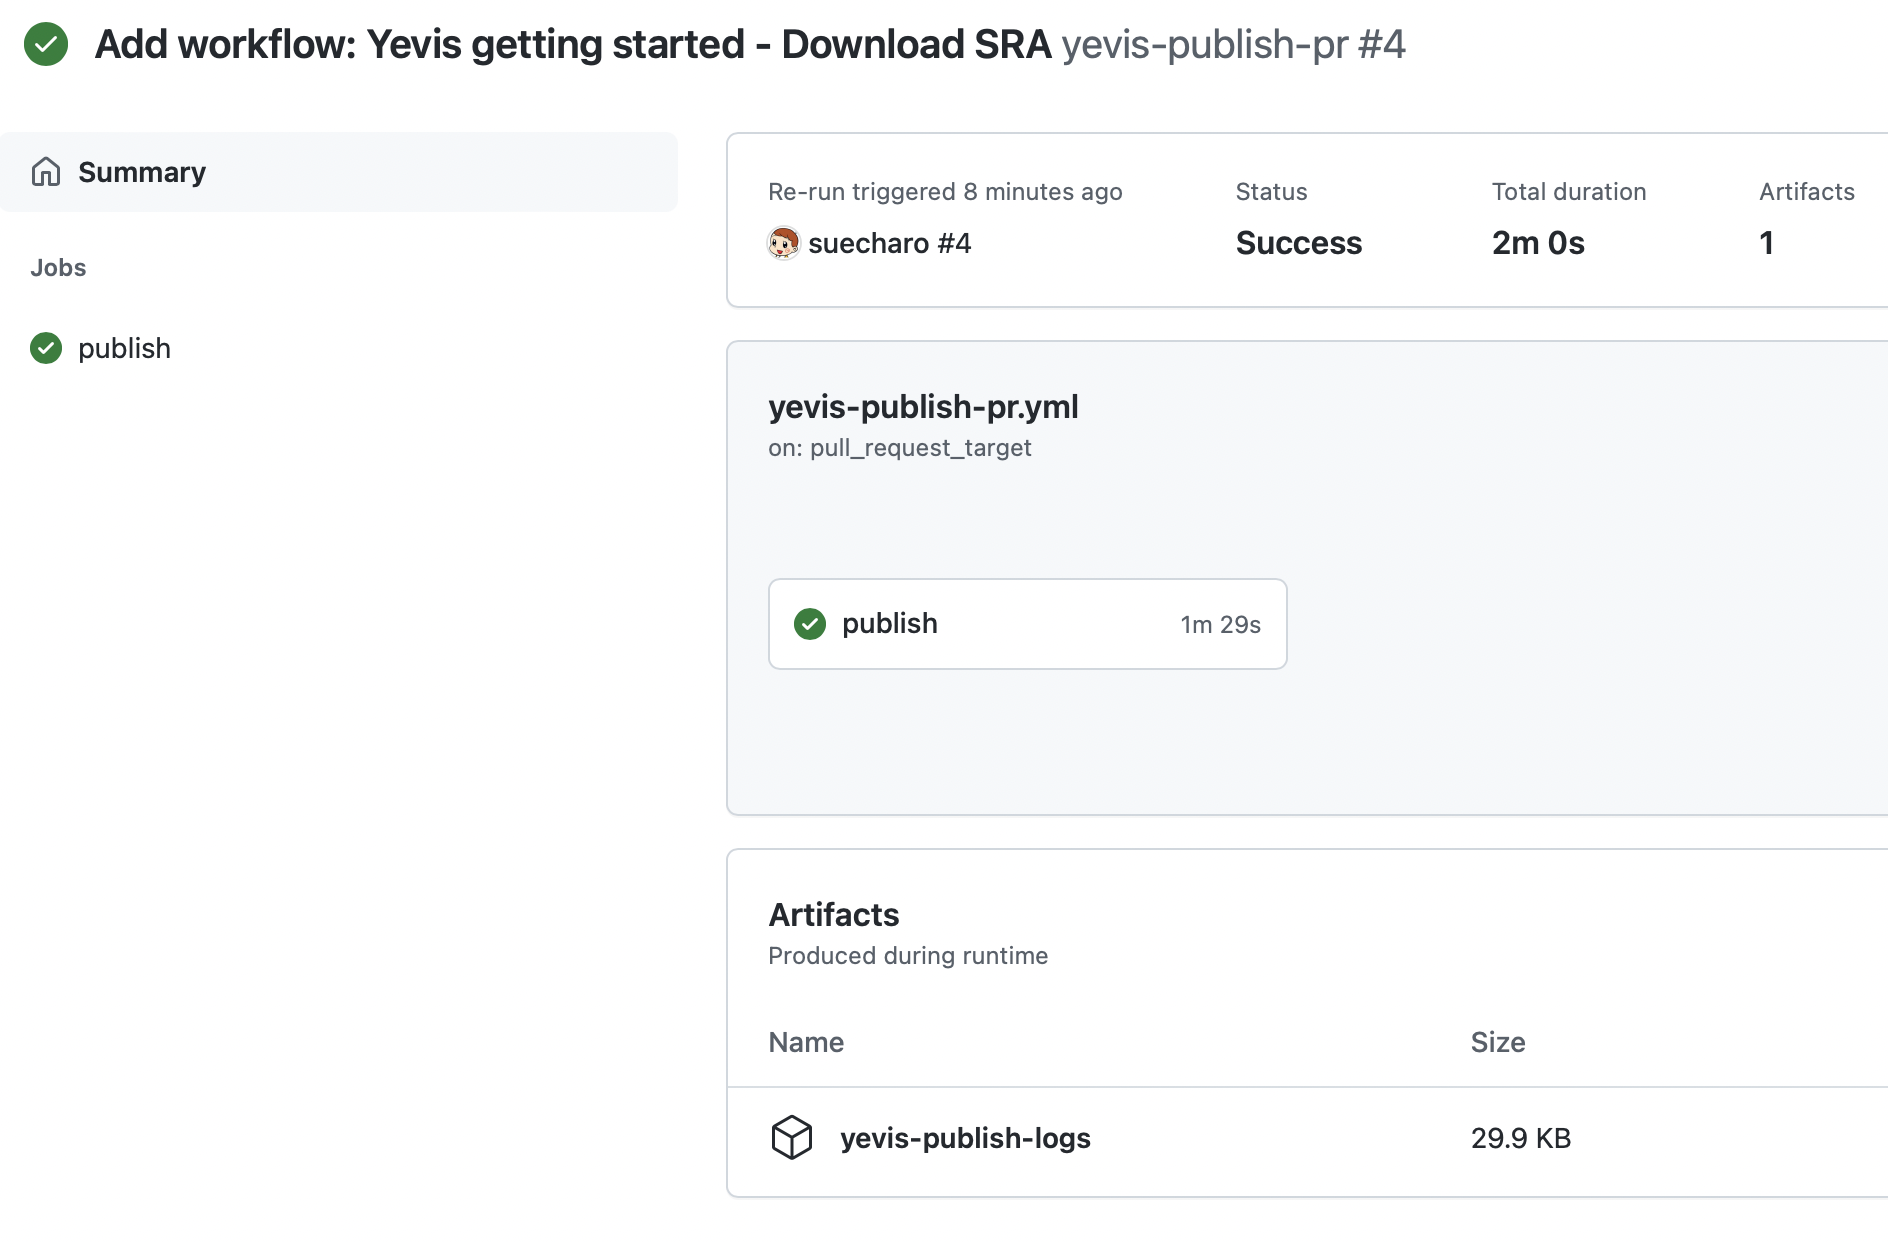 Add workflow: Yevis getting started - Download SRA yevis-publish-pr #4
Summary
Jobs
publish
Re-run triggered 8 minutes ago
suecharo #4
Status
Success
Total duration
2m 0s
Artifacts
1
yevis-publish-pr.yml
on: pull_request_target
publish 1m 29s
Artifacts
Produced during runtime
Name Size
yevis-publish-logs 29.9 KB